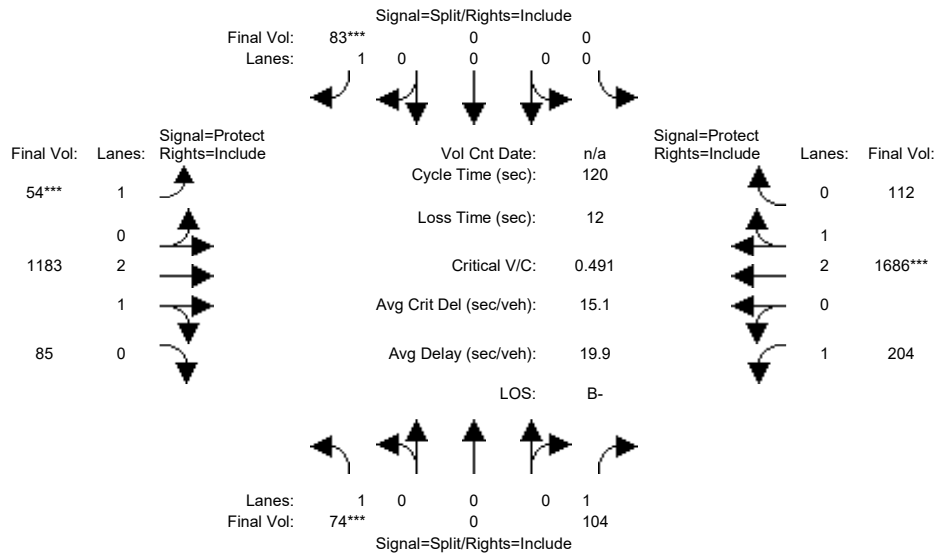 Signal=Split/Rights=Include
Final Vol: 83*** 0 0
Lanes: 1 0 0 0 0
Signal=Protect Signal=Protect
Final Vol: Lanes: Rights=Include Vol Cnt Date: n/a Rights=Include Lanes: Final Vol:
Cycle Time (sec): 120
54*** 1 0 112
Loss Time (sec): 12
0 1
1183 2 Critical V/C: 0.491 2 1686***
1 Avg Crit Del (sec/veh): 15.1 0
85 0 Avg Delay (sec/veh): 19.9 1 204
LOS: B-
Lanes: 1 0 0 0 1
Final Vol: 74*** 0 104
Signal=Split/Rights=Include